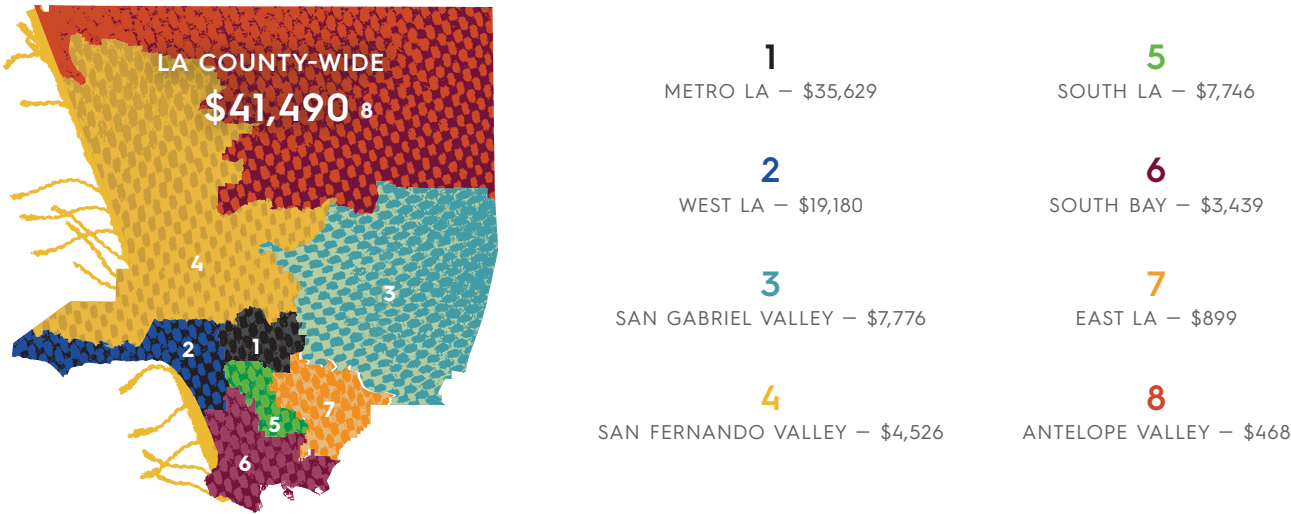 LA COUNTY-WIDE
$41,490 8
4
3
2
1
7
5
6
1
METRO LA – $35,629
2
WEST LA – $19,180
3
SAN GABRIEL VALLEY – $7,776
4
SAN FERNANDO VALLEY – $4,526
5
SOUTH LA – $7,746
6
SOUTH BAY – $3,439
7
EAST LA – $899
8
ANTELOPE VALLEY – $468